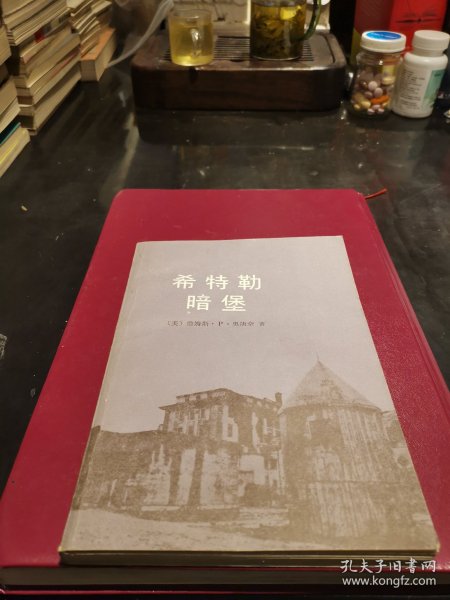 希特勒
暗堡
（美）詹姆斯·P·奥唐奈 著
孔夫子旧书网
www.kongfz.com